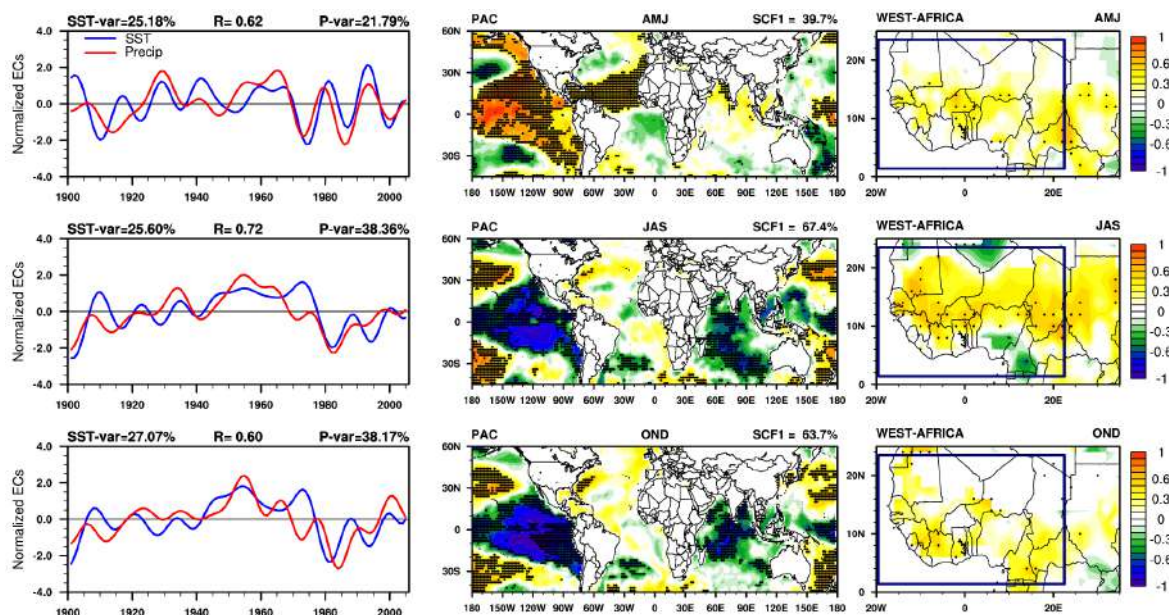 SST-var=25.18% R= 0.62 P-var=21.79%
PAC AMJ SCF1 = 39.7%
WEST-AFRICA AMJ
Normalized ECs
SST
Precip
4.0
2.0
0.0
-2.0
-4.0
1900 1920 1940 1960 1980 2000
60N
30N
0
30S
180 150W 120W 90W 60W 30W 0 30E 60E 90E 120E 150E 180
20N
10N
0
20W 0 20E
1
0.6
0.3
0
-0.3
-0.6
-1
SST-var=25.60% R= 0.72 P-var=38.36%
PAC JAS SCF1 = 67.4%
WEST-AFRICA JAS
Normalized ECs
4.0
2.0
0.0
-2.0
-4.0
1900 1920 1940 1960 1980 2000
60N
30N
0
30S
180 150W 120W 90W 60W 30W 0 30E 60E 90E 120E 150E 180
20N
10N
0
20W 0 20E
1
0.6
0.3
0
-0.3
-0.6
-1
SST-var=27.07% R= 0.60 P-var=38.17%
PAC OND SCF1 = 63.7%
WEST-AFRICA OND
Normalized ECs
4.0
2.0
0.0
-2.0
-4.0
1900 1920 1940 1960 1980 2000
60N
30N
0
30S
180 150W 120W 90W 60W 30W 0 30E 60E 90E 120E 150E 180
20N
10N
0
20W 0 20E
1
0.6
0.3
0
-0.3
-0.6
-1